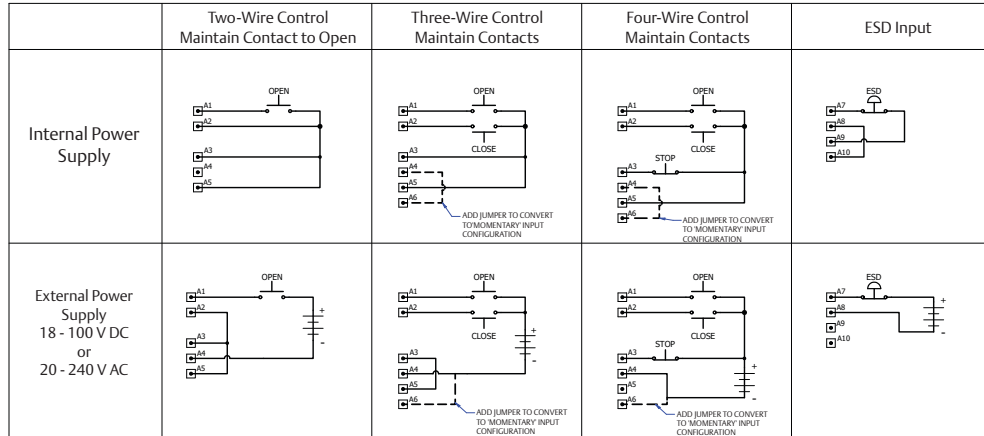 Two-Wire Control
Maintain Contact to Open
Three-Wire Control
Maintain Contacts
Four-Wire Control
Maintain Contacts
ESD Input
Internal Power
Supply
OPEN
A1
A2
A3
A4
A5
OPEN
A1
A2
CLOSE
A3
A4
A5
A6
ADD JUMPER TO CONVERT
TO'MOMENTARY' INPUT
CONFIGURATION
OPEN
A1
A2
CLOSE
STOP
A3
A4
A5
A6
ADD JUMPER TO CONVERT
TO 'MOMENTARY' INPUT
CONFIGURATION
ESD
A7
A8
A9
A10
External Power
Supply
18 - 100 V DC
or
20 - 240 V AC
OPEN
A1
A2
+
-
A3
A4
A5
OPEN
A1
A2
CLOSE
+
-
A3
A4
A5
A6
ADD JUMPER TO CONVERT
TO 'MOMENTARY' INPUT
CONFIGURATION
OPEN
A1
A2
CLOSE
STOP
A3
A4
+
A5
A6
-
ADD JUMPER TO CONVERT
TO 'MOMENTARY' INPUT
CONFIGURATION
ESD
A7
A8
+
A9
-
A10